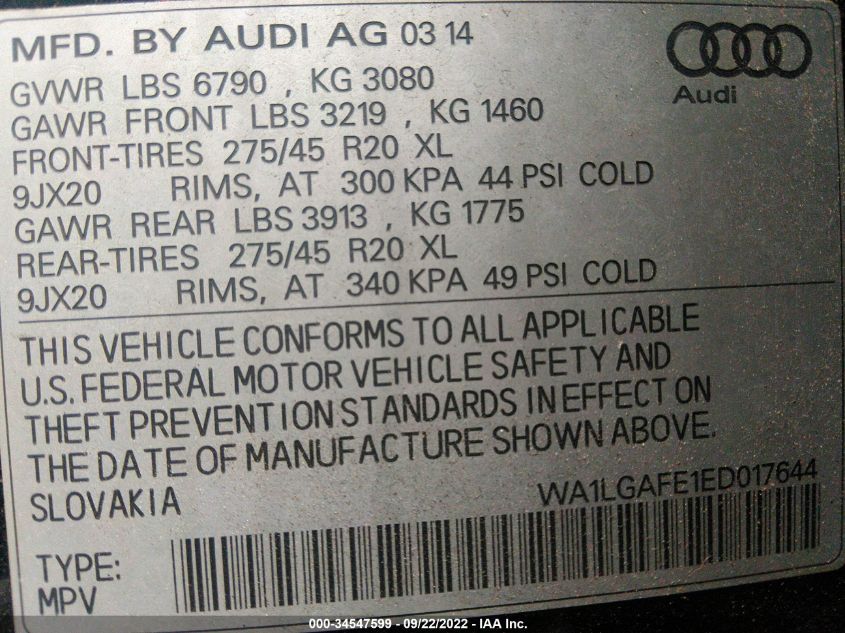 MFD. BY AUDI AG 03 14
Audi
GVWR LBS 6790 , KG 3080
GAWR FRONT LBS 3219 , KG 1460
FRONT-TIRES 275/45 R20 XL
9JX20 RIMS, AT 300 KPA 44 PSI COLD
GAWR REAR LBS 3913 , KG 1775
REAR-TIRES 275/45 R20 XL
9JX20 RIMS, AT 340 KPA 49 PSI COLD
THIS VEHICLE CONFORMS TO ALL APPLICABLE
U.S. FEDERAL MOTOR VEHICLE SAFETY AND
THEFT PREVENTION STANDARDS IN EFFECT ON
THE DATE OF MANUFACTURE SHOWN ABOVE.
SLOVAKIA WA1LGAFE1ED017644
TYPE:
MPV
000-34547599 - 09/22/2022 - IAA Inc.